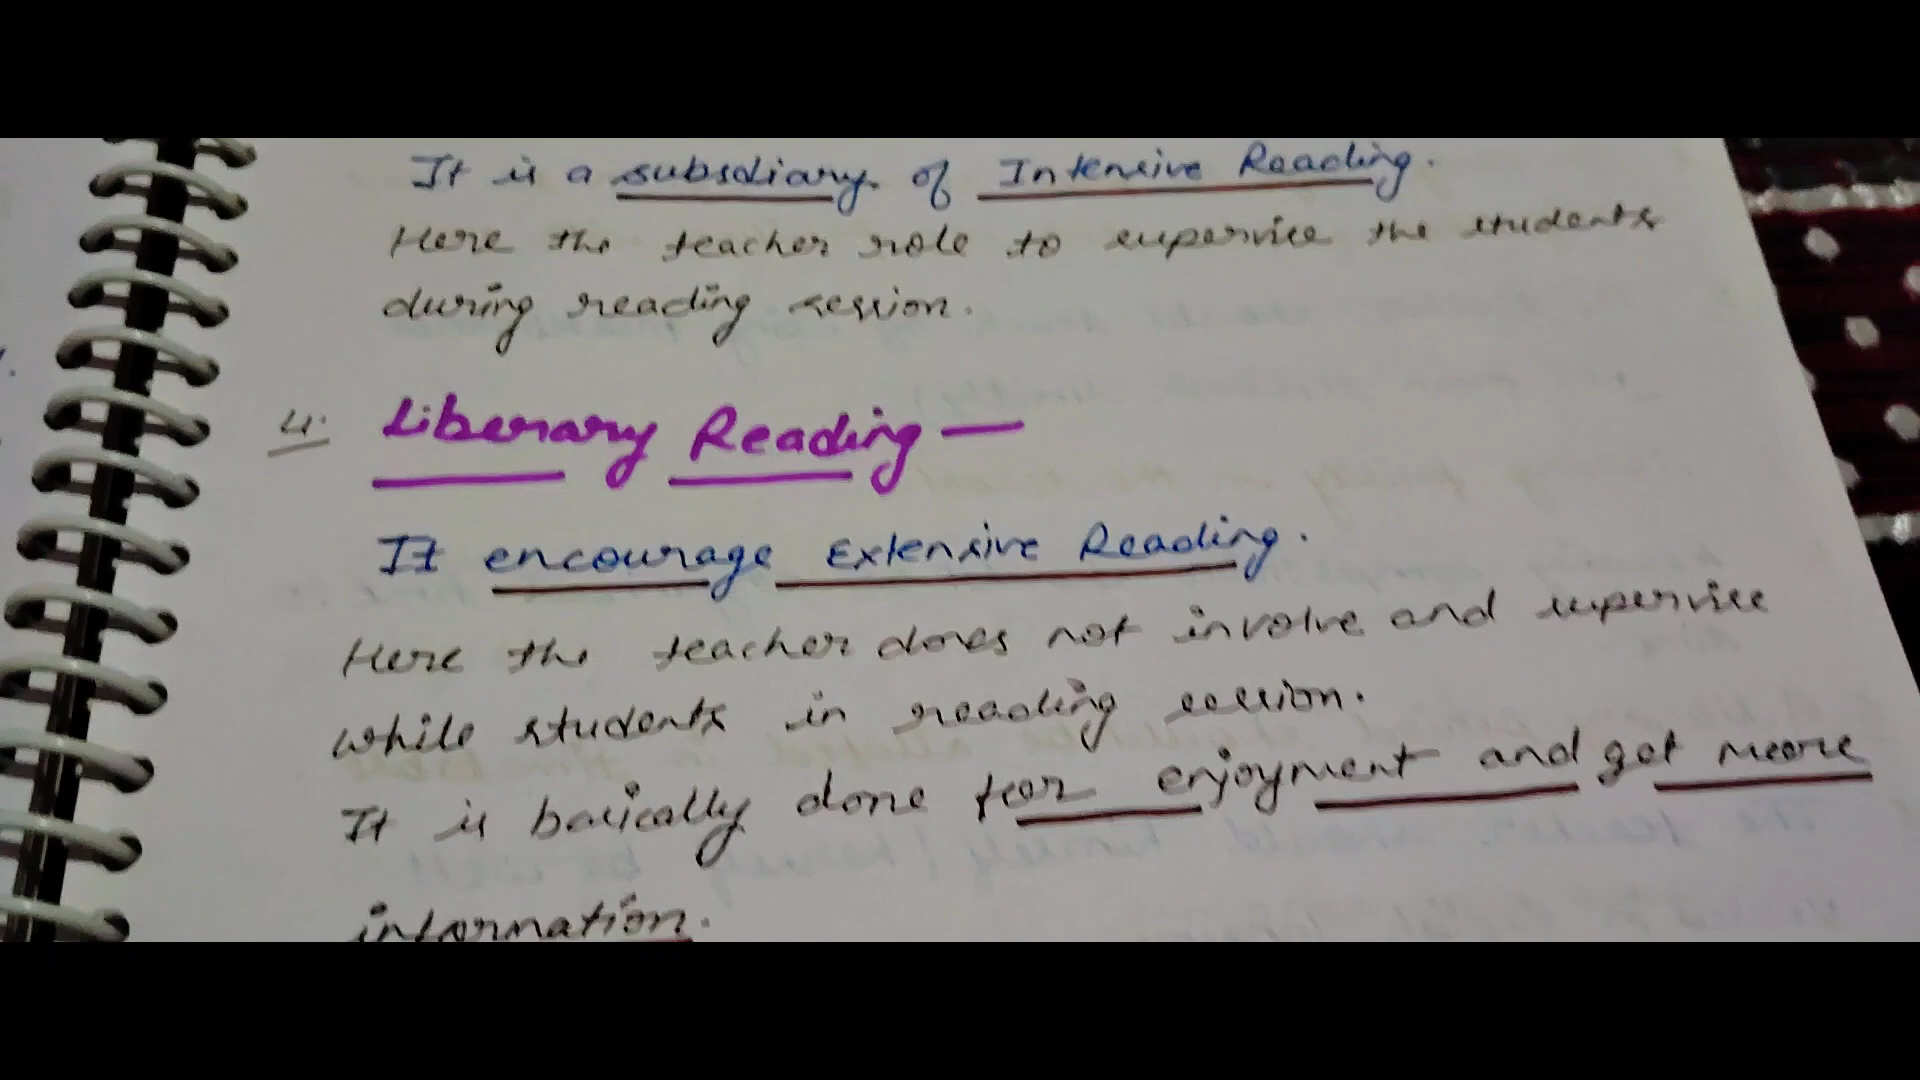 It is a subsdiary of Intensive Reading.
Here the teacher role to supervise the students
during reading session.
4. Liberary Reading —
It encourage Extensive Reading.
Here the teacher does not involve and supervise
while students in reading session.
It is basically done for enjoyment and get more
information.